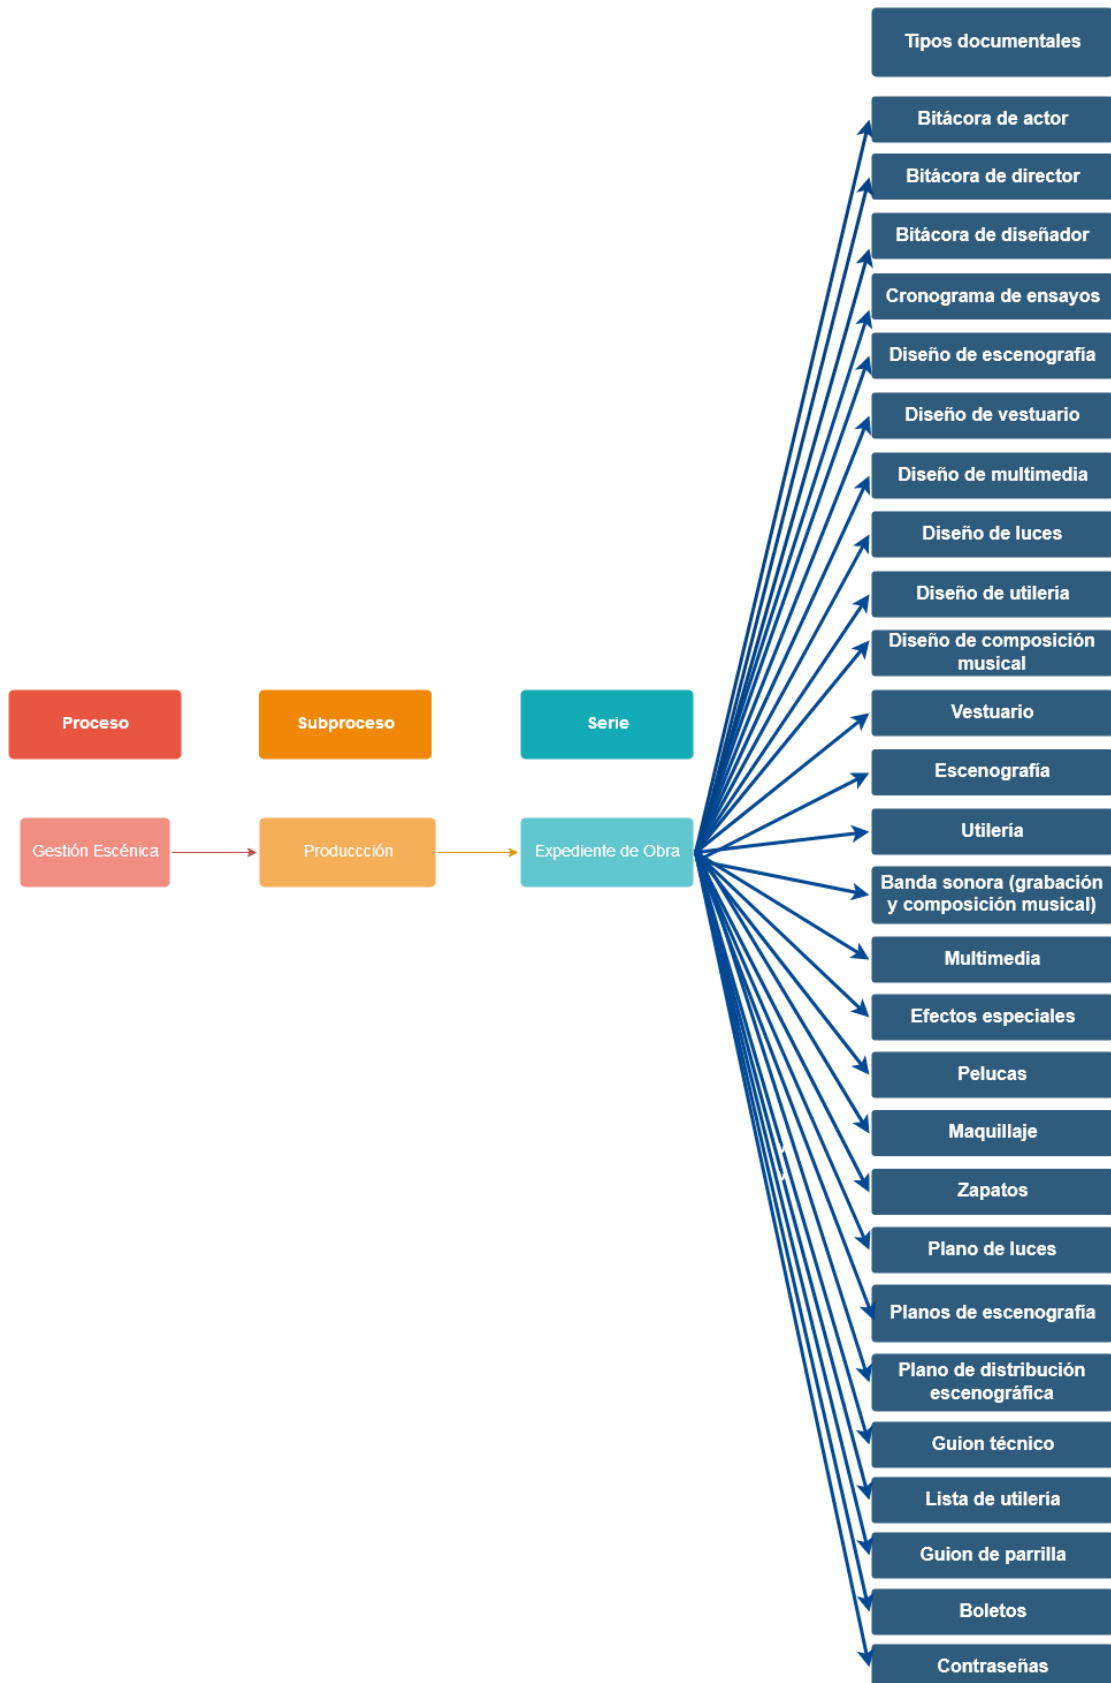 Tipos documentales
Bitácora de actor
Bitácora de director
Bitácora de diseñador
Cronograma de ensayos
Diseño de escenografía
Diseño de vestuario
Diseño de multimedia
Diseño de luces
Diseño de utilería
Diseño de composición
musical
Proceso
Subproceso
Serie
Vestuario
Escenografía
Utilería
Gestión Escénica
Produccción
Expediente de Obra
Banda sonora (grabación
y composición musical)
Multimedia
Efectos especiales
Pelucas
Maquillaje
Zapatos
Plano de luces
Planos de escenografía
Plano de distribución
escenográfica
Guion técnico
Lista de utilería
Guion de parrilla
Boletos
Contraseñas